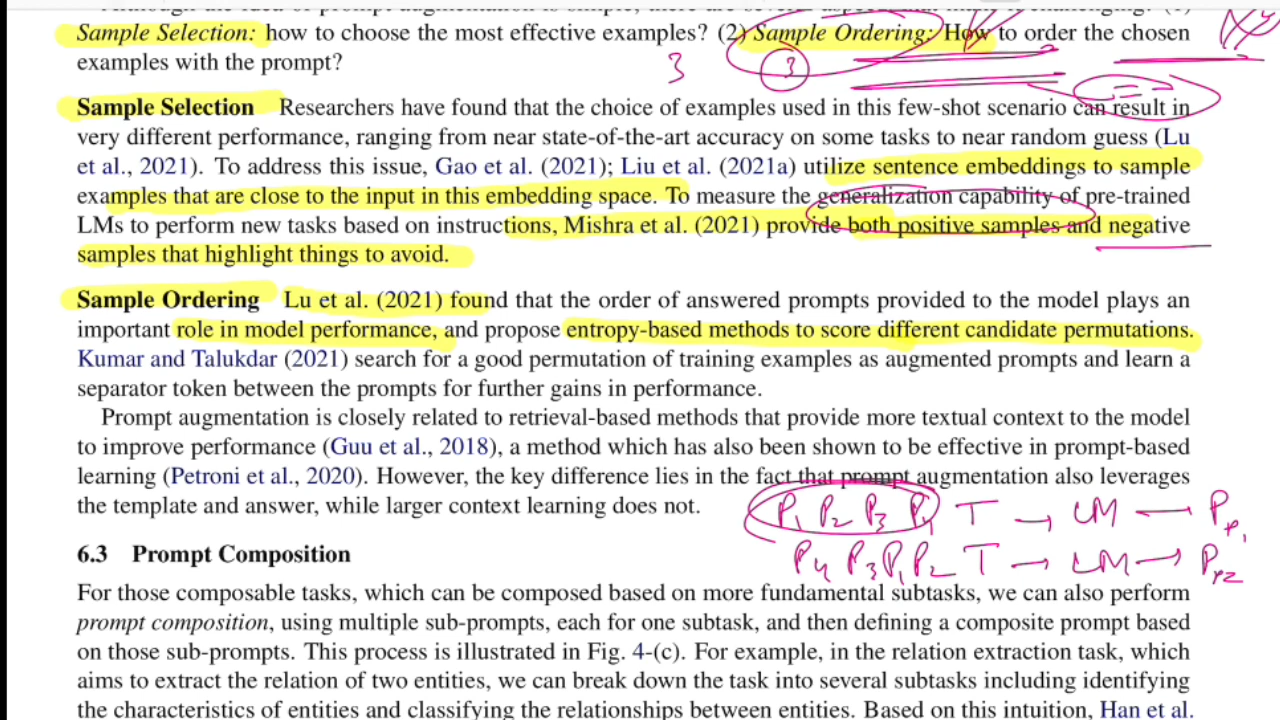 Sample Selection: how to choose the most effective examples? (2) Sample Ordering: How to order the chosen
examples with the prompt?
3
3
Sample Selection Researchers have found that the choice of examples used in this few-shot scenario can result in
very different performance, ranging from near state-of-the-art accuracy on some tasks to near random guess (Lu
et al., 2021). To address this issue, Gao et al. (2021); Liu et al. (2021a) utilize sentence embeddings to sample
examples that are close to the input in this embedding space. To measure the generalization capability of pre-trained
LMs to perform new tasks based on instructions, Mishra et al. (2021) provide both positive samples and negative
samples that highlight things to avoid.
Sample Ordering Lu et al. (2021) found that the order of answered prompts provided to the model plays an
important role in model performance, and propose entropy-based methods to score different candidate permutations.
Kumar and Talukdar (2021) search for a good permutation of training examples as augmented prompts and learn a
separator token between the prompts for further gains in performance.
Prompt augmentation is closely related to retrieval-based methods that provide more textual context to the model
to improve performance (Guu et al., 2018), a method which has also been shown to be effective in prompt-based
learning (Petroni et al., 2020). However, the key difference lies in the fact that prompt augmentation also leverages
the template and answer, while larger context learning does not.
P1 P2 P3 P4 T → LM → PP1
P4 P3 P1 P2 T → LM → PP2
6.3 Prompt Composition
For those composable tasks, which can be composed based on more fundamental subtasks, we can also perform
prompt composition, using multiple sub-prompts, each for one subtask, and then defining a composite prompt based
on those sub-prompts. This process is illustrated in Fig. 4-(c). For example, in the relation extraction task, which
aims to extract the relation of two entities, we can break down the task into several subtasks including identifying
the characteristics of entities and classifying the relationships between entities. Based on this intuition, Han et al.